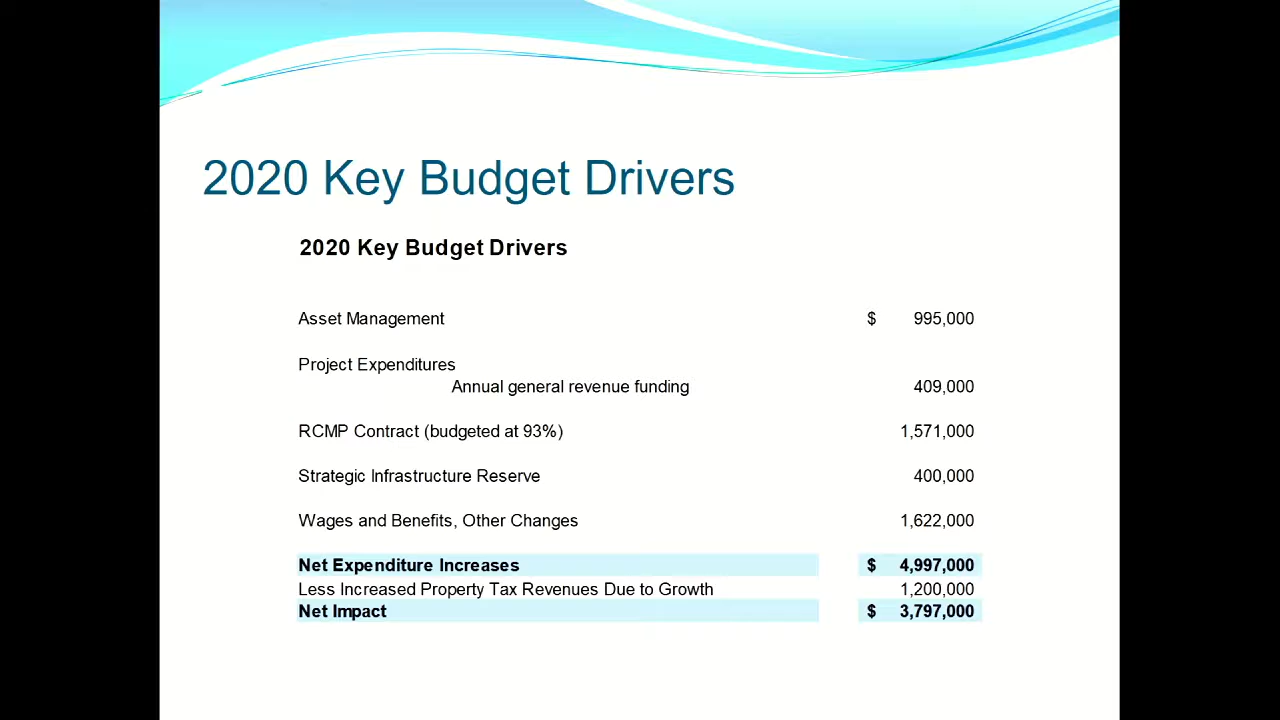 2020 Key Budget Drivers
2020 Key Budget Drivers
Asset Management $ 995,000
Project Expenditures
Annual general revenue funding 409,000
RCMP Contract (budgeted at 93%) 1,571,000
Strategic Infrastructure Reserve 400,000
Wages and Benefits, Other Changes 1,622,000
Net Expenditure Increases $ 4,997,000
Less Increased Property Tax Revenues Due to Growth 1,200,000
Net Impact $ 3,797,000